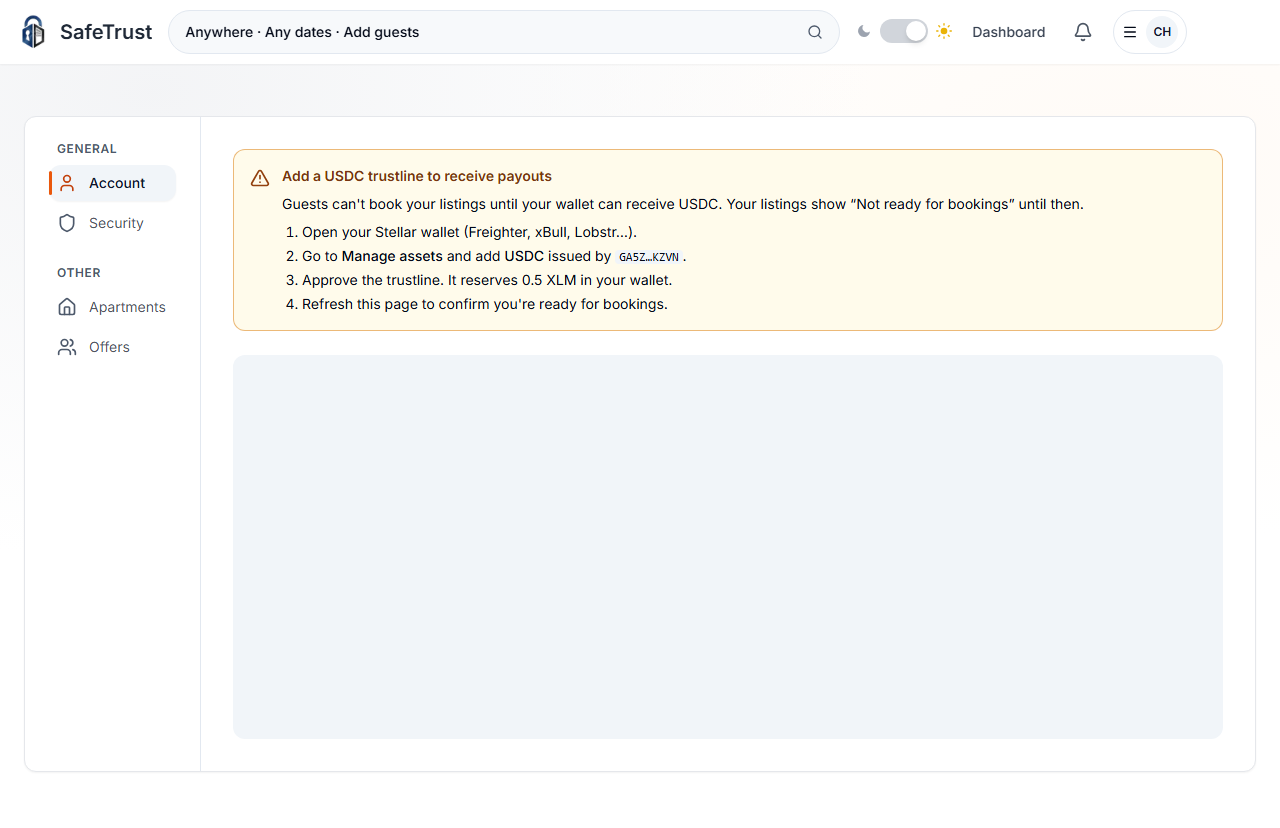 SafeTrust
Anywhere · Any dates · Add guests
Dashboard
CH
GENERAL
Account
Security
OTHER
Apartments
Offers
Add a USDC trustline to receive payouts
Guests can't book your listings until your wallet can receive USDC. Your listings show “Not ready for bookings” until then.
1. Open your Stellar wallet (Freighter, xBull, Lobstr...).
2. Go to Manage assets and add USDC issued by GA5Z…KZVN .
3. Approve the trustline. It reserves 0.5 XLM in your wallet.
4. Refresh this page to confirm you're ready for bookings.